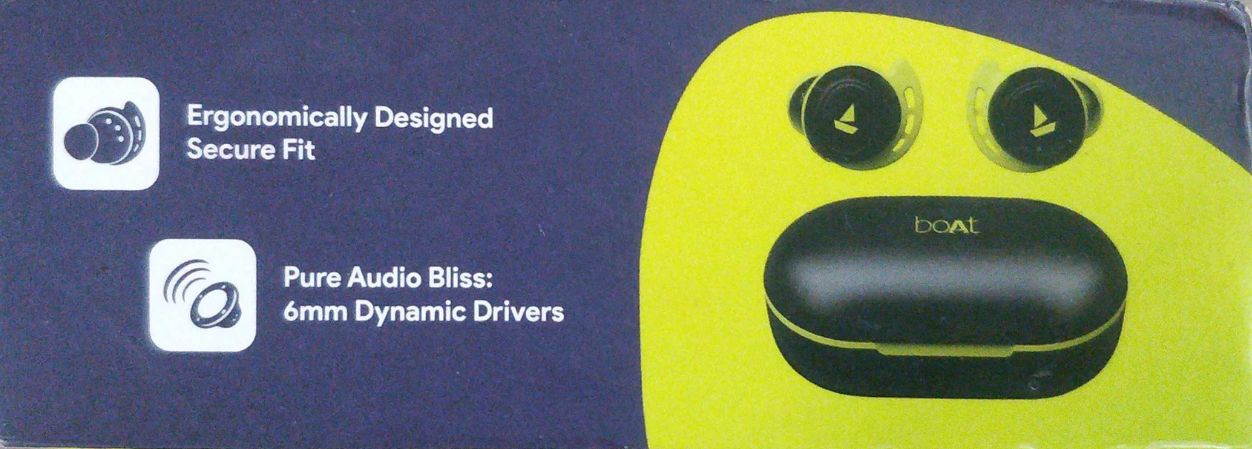 Ergonomically Designed
Secure Fit
Pure Audio Bliss:
6mm Dynamic Drivers
boAt